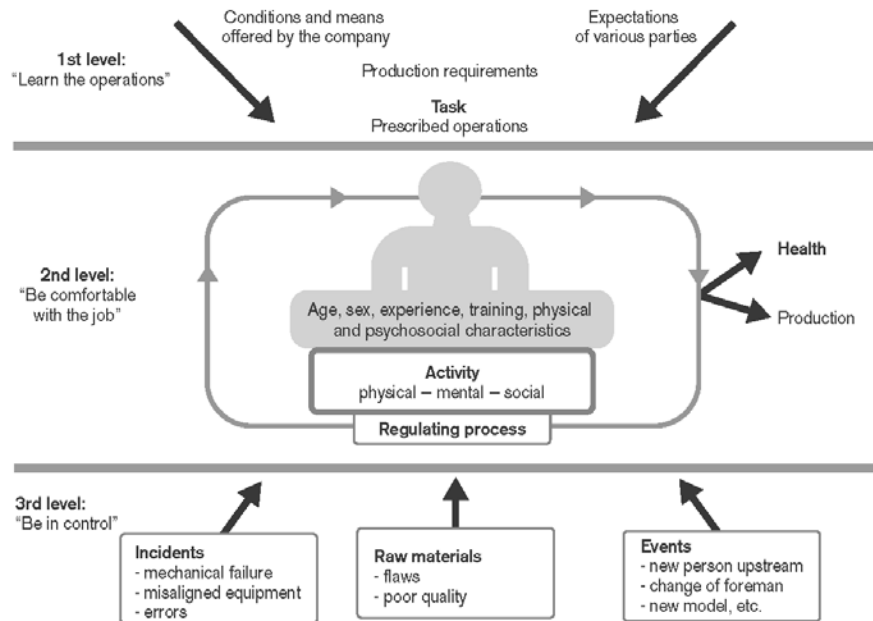 Conditions and means
offered by the company
Expectations
of various parties
1st level:
“Learn the operations”
Production requirements
Task
Prescribed operations
2nd level:
“Be comfortable
with the job”
Age, sex, experience, training, physical
and psychosocial characteristics
Activity
physical – mental – social
Regulating process
Health
Production
3rd level:
“Be in control”
Incidents
- mechanical failure
- misaligned equipment
- errors
Raw materials
- flaws
- poor quality
Events
- new person upstream
- change of foreman
- new model, etc.